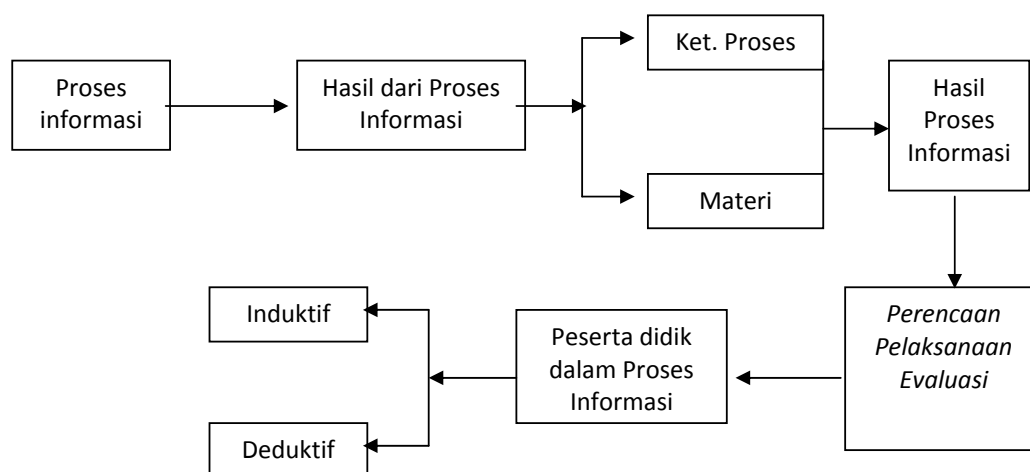 Proses
informasi
Hasil dari Proses
Informasi
Ket. Proses
Materi
Hasil
Proses
Informasi
Perencaan
Pelaksanaan
Evaluasi
Peserta didik
dalam Proses
Informasi
Induktif
Deduktif